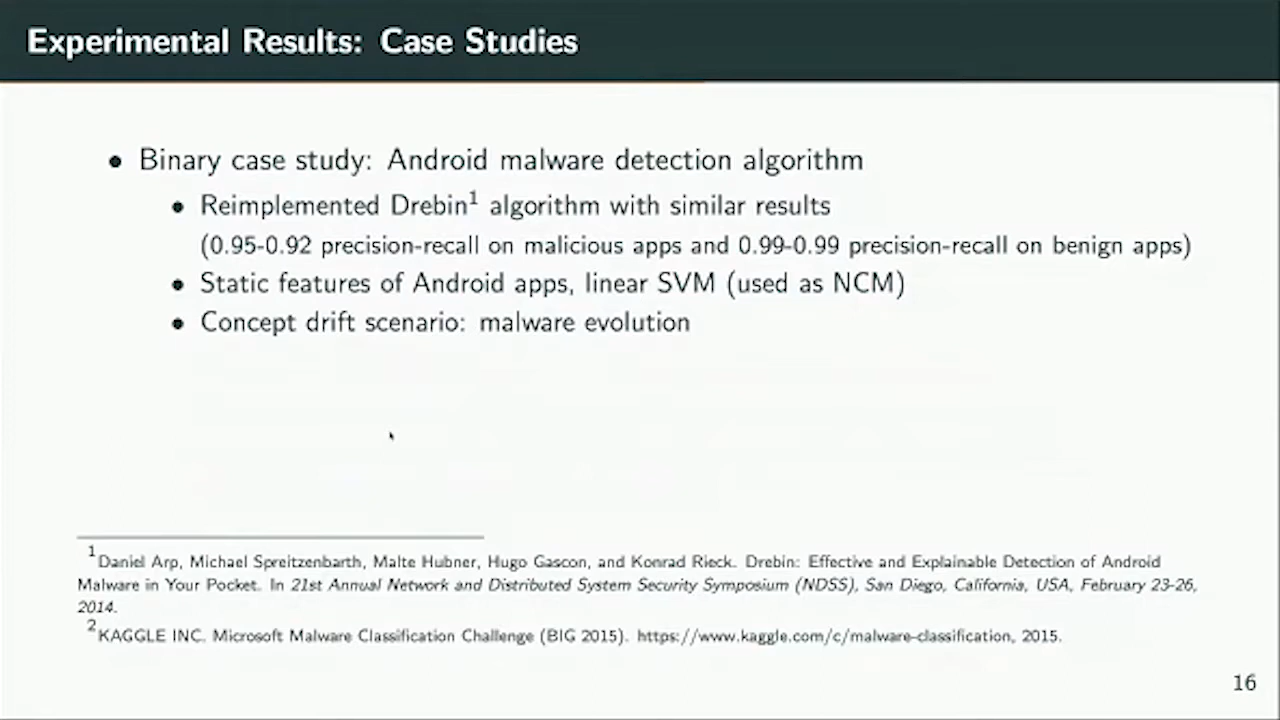 Experimental Results: Case Studies
• Binary case study: Android malware detection algorithm
• Reimplemented Drebin1 algorithm with similar results
(0.95-0.92 precision-recall on malicious apps and 0.99-0.99 precision-recall on benign apps)
• Static features of Android apps, linear SVM (used as NCM)
• Concept drift scenario: malware evolution
1Daniel Arp, Michael Spreitzenbarth, Malte Hubner, Hugo Gascon, and Konrad Rieck. Drebin: Effective and Explainable Detection of Android
Malware in Your Pocket. In 21st Annual Network and Distributed System Security Symposium (NDSS), San Diego, California, USA, February 23-26,
2014.
2KAGGLE INC. Microsoft Malware Classification Challenge (BIG 2015). https://www.kaggle.com/c/malware-classification, 2015.
16